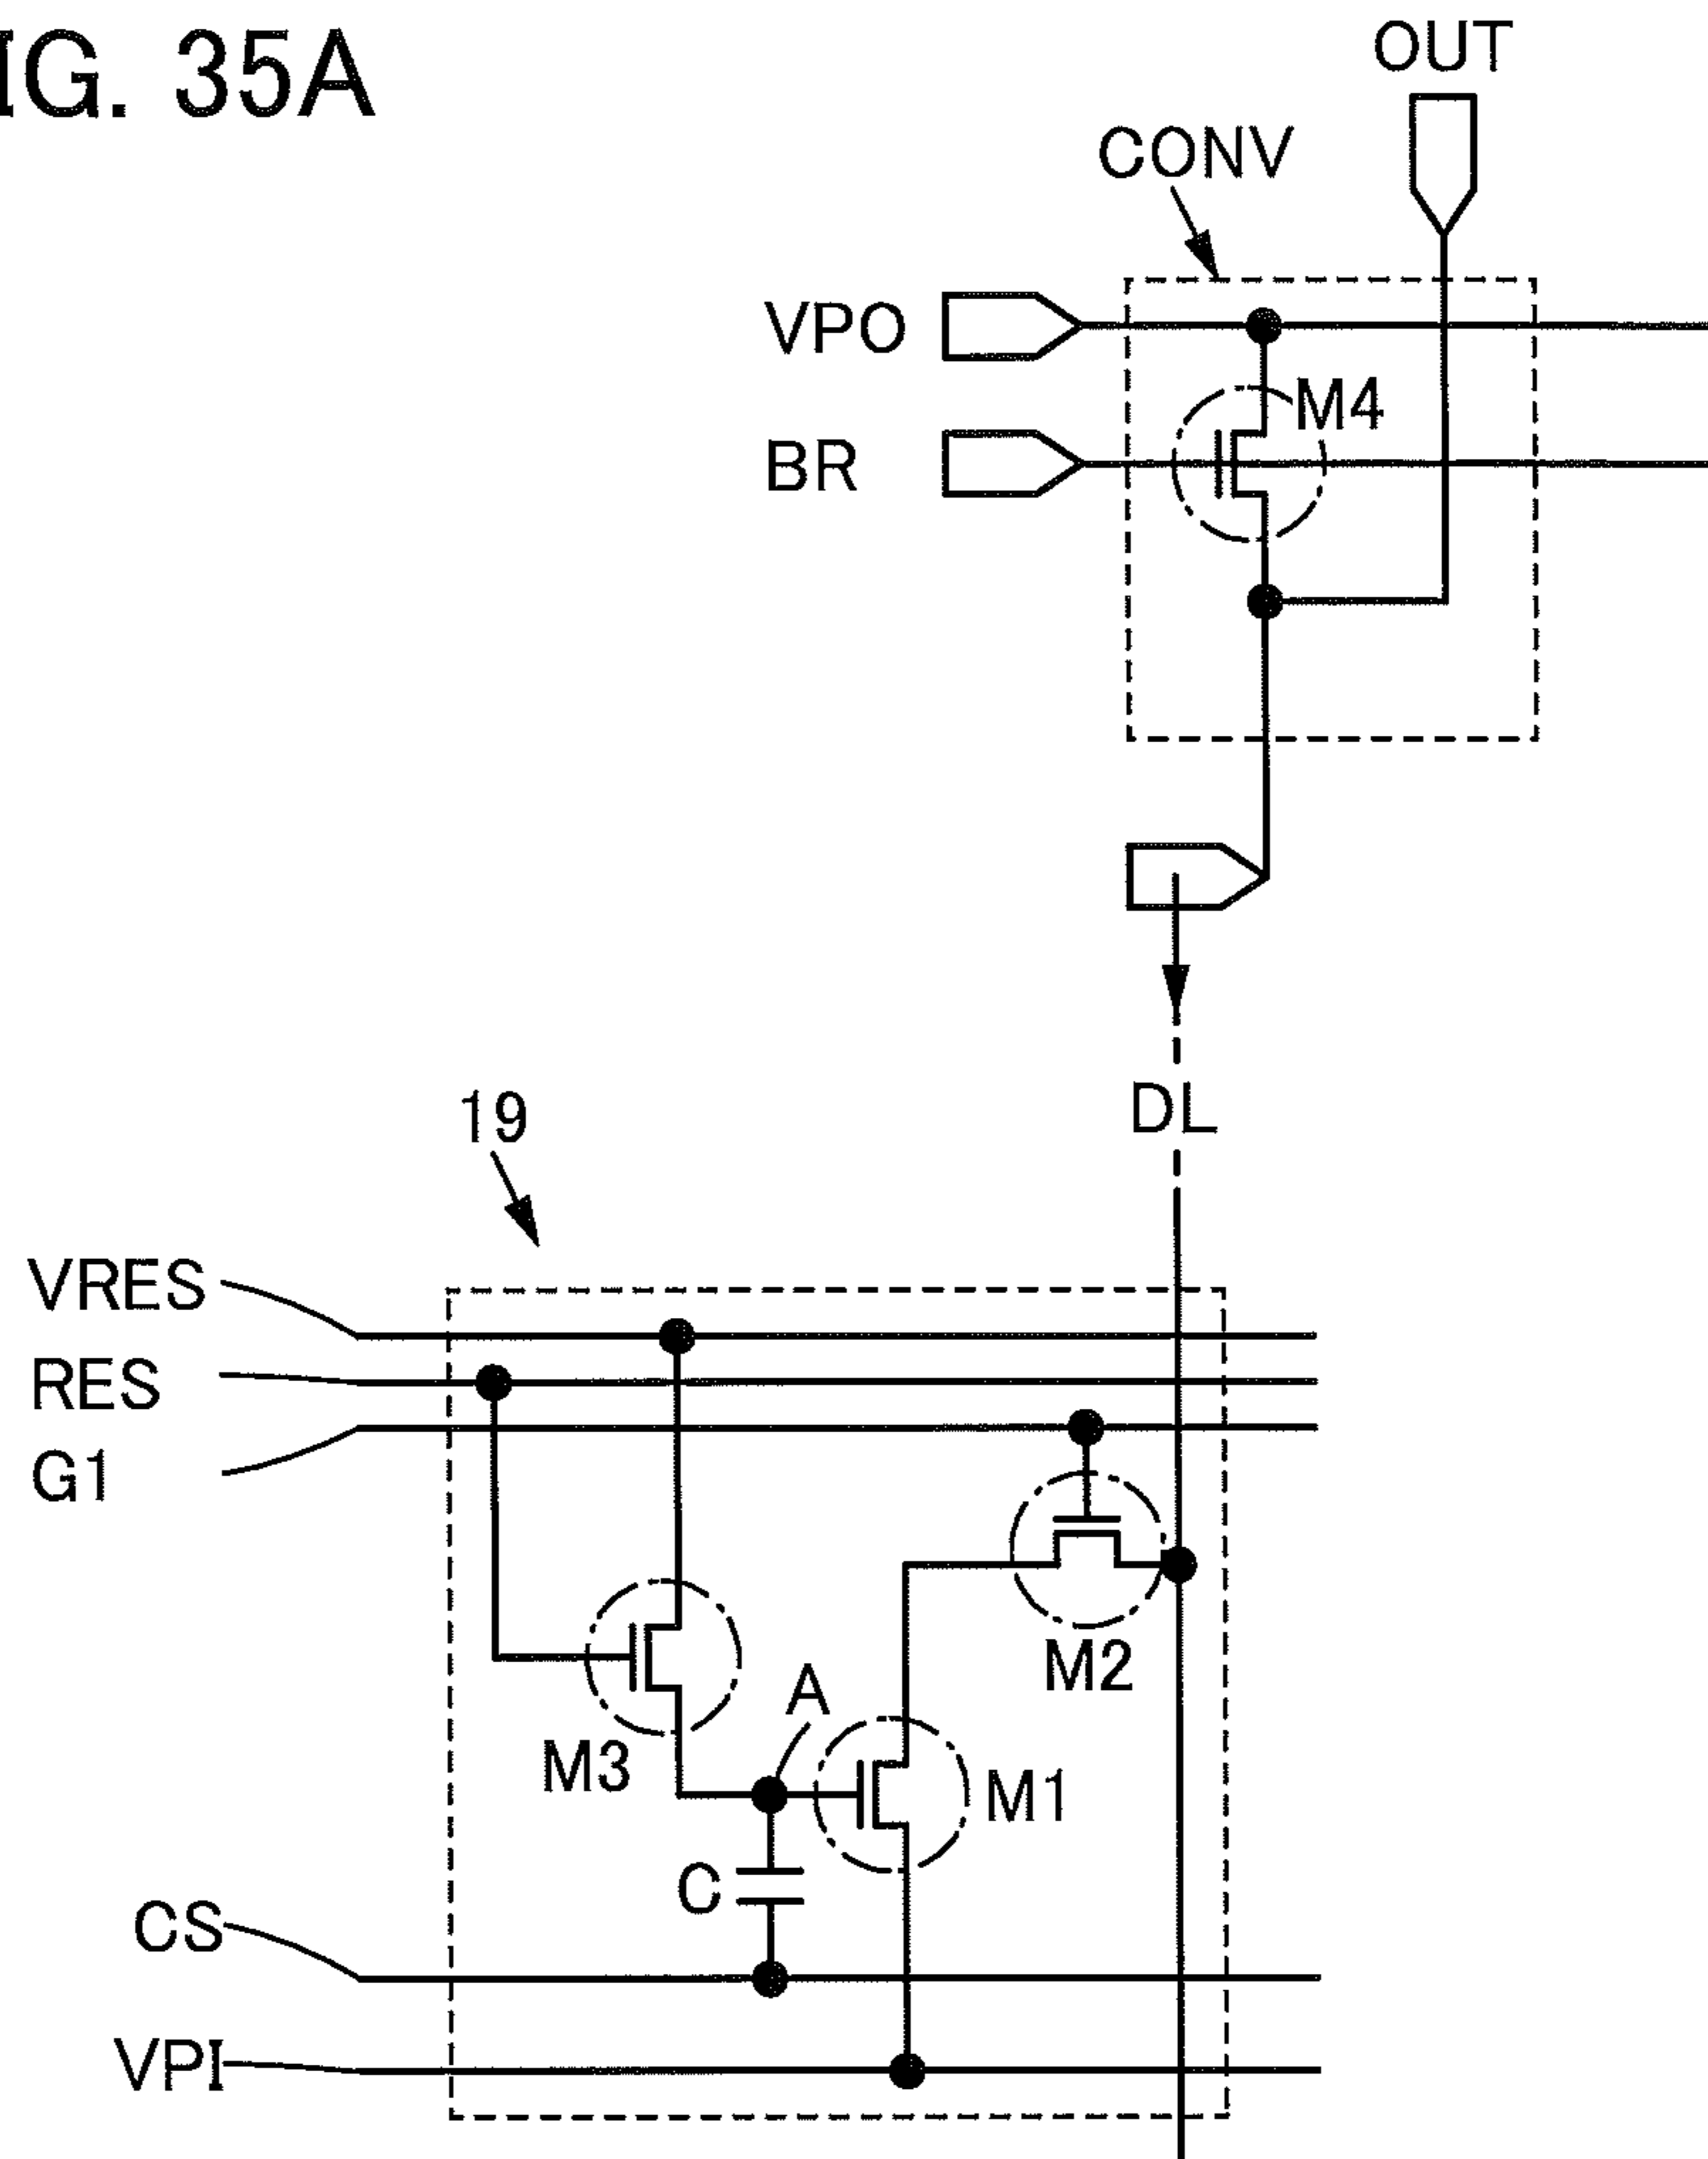 IG. 35A
OUT
CONV
VPO
M4
BR
DL
19
VRES
RES
G1
M2
A
M3
M1
C
CS
VPI